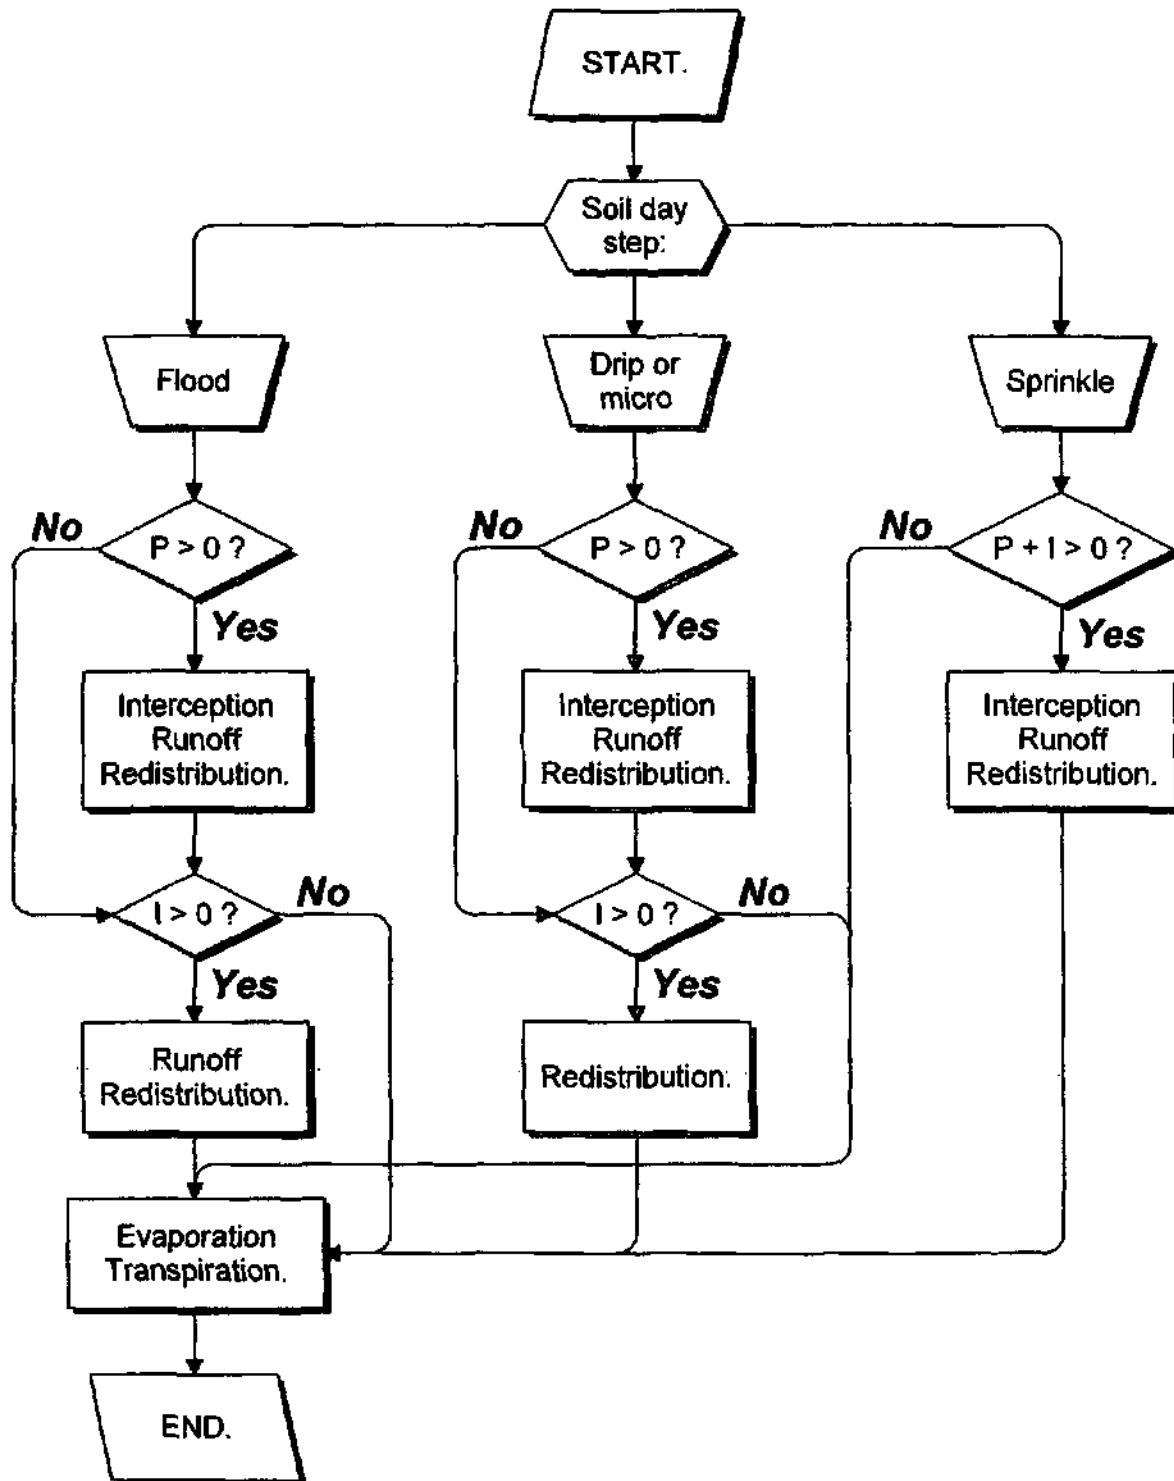 START.
Soil day
step:
Flood
Drip or
micro
Sprinkle
No
P > 0 ?
No
P > 0 ?
No
P + I > 0 ?
Yes
Yes
Yes
Interception
Runoff
Redistribution.
Interception
Runoff
Redistribution.
Interception
Runoff
Redistribution.
I > 0 ?
No
I > 0 ?
No
Yes
Yes
Runoff
Redistribution.
Redistribution.
Evaporation
Transpiration.
END.